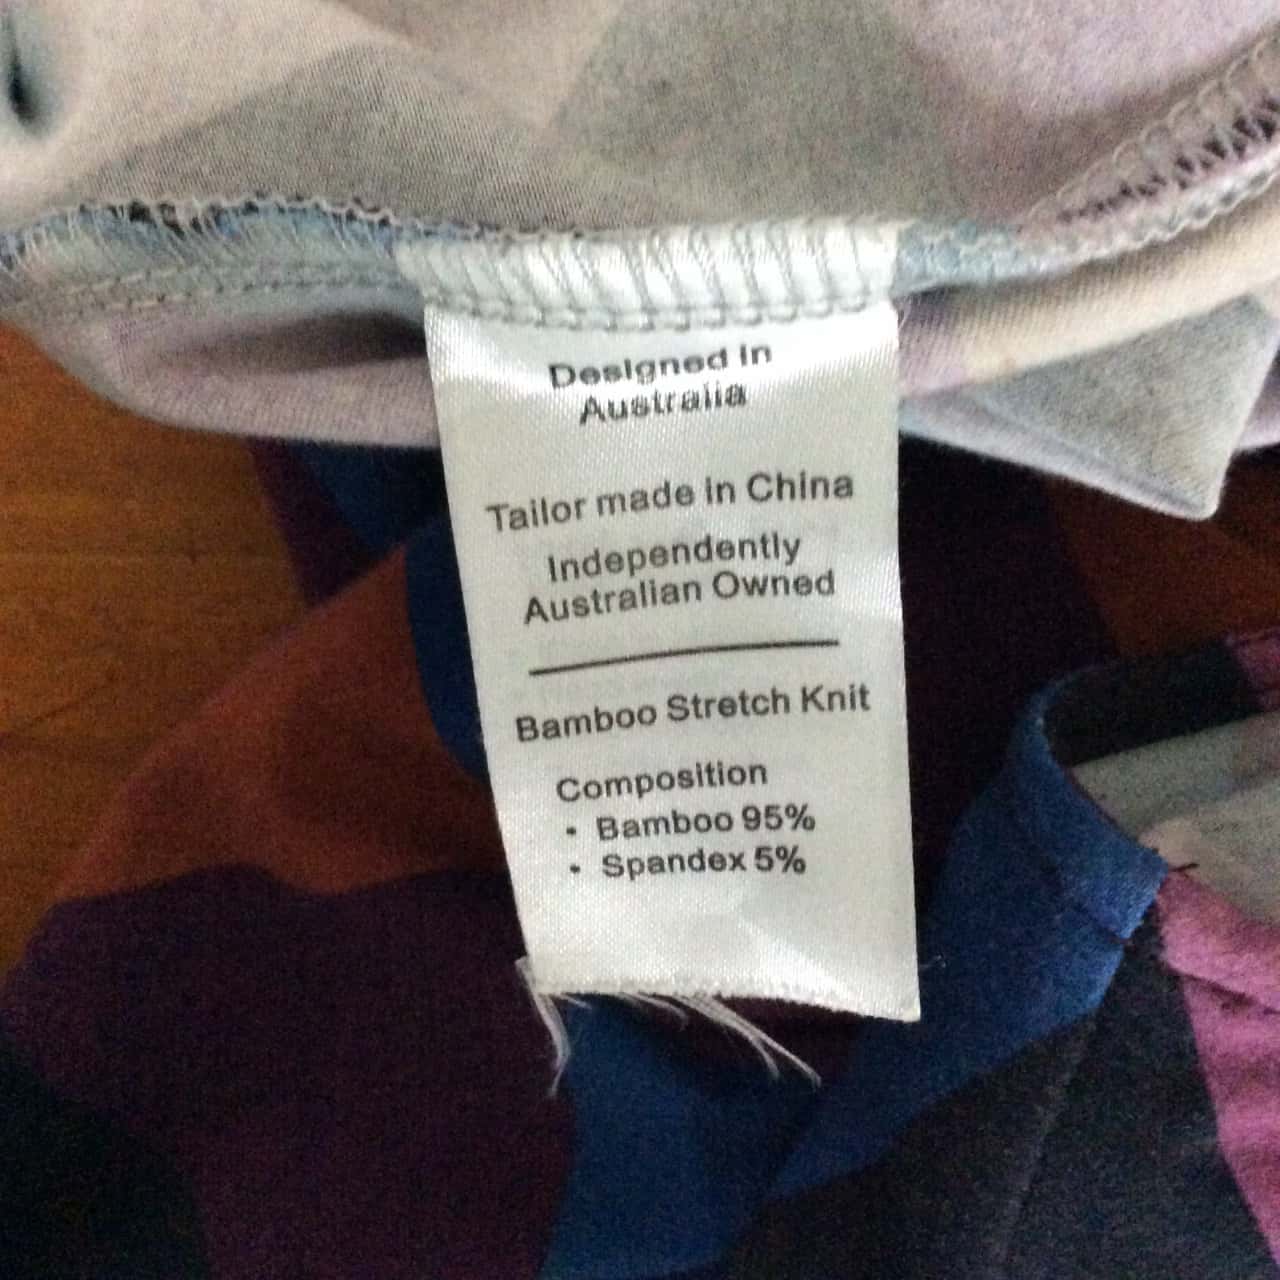 Designed in
Australia
Tailor made in China
Independently
Australian Owned
Bamboo Stretch Knit
Composition
• Bamboo 95%
• Spandex 5%